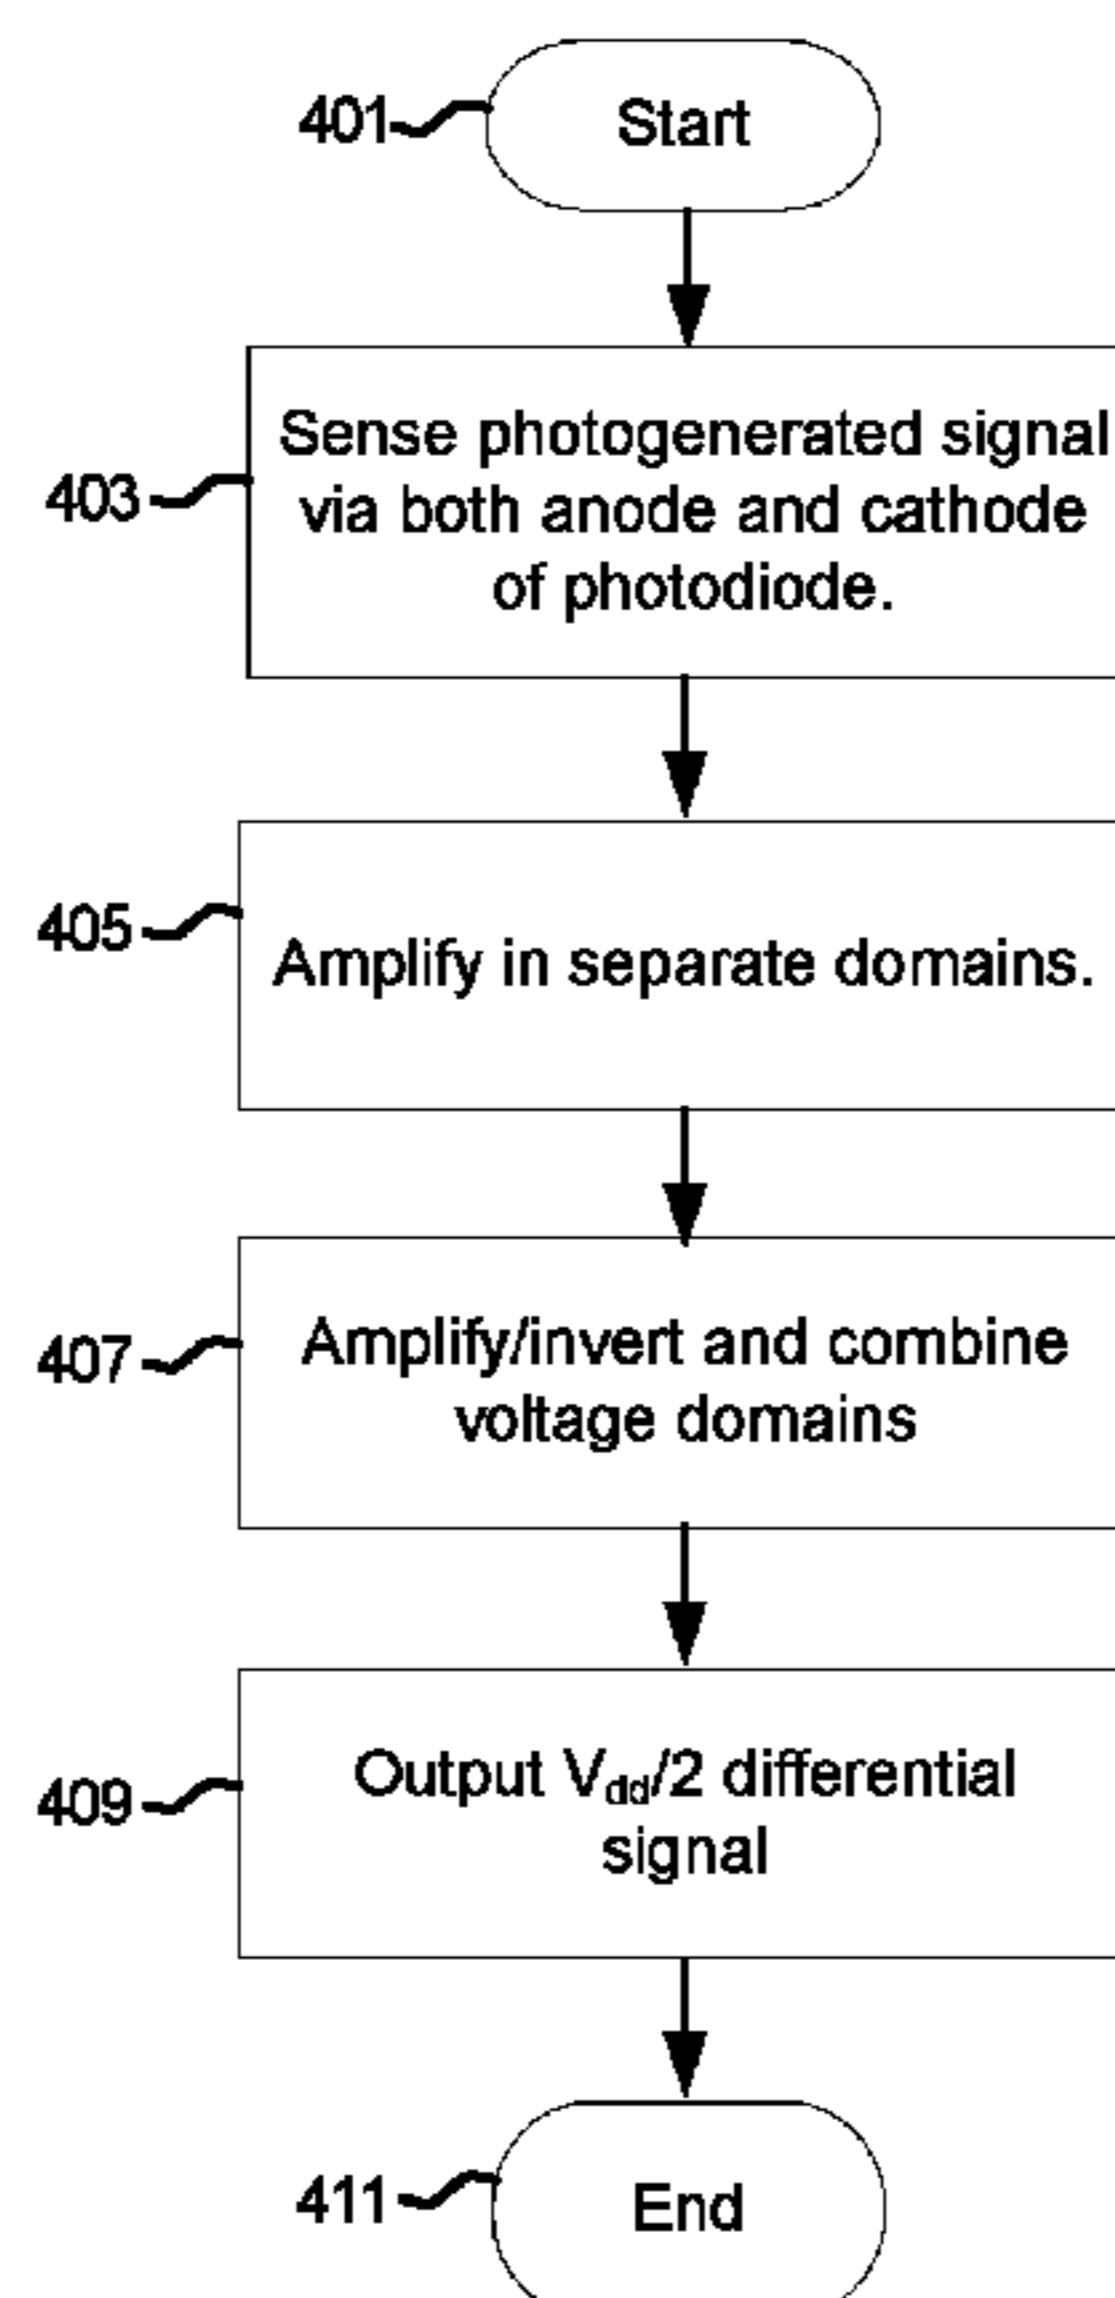 401
Start
403
Sense photogenerated signal
via both anode and cathode
of photodiode.
405
Amplify in separate domains.
407
Amplify/invert and combine
voltage domains
409
Output Vdd/2 differential
signal
411
End